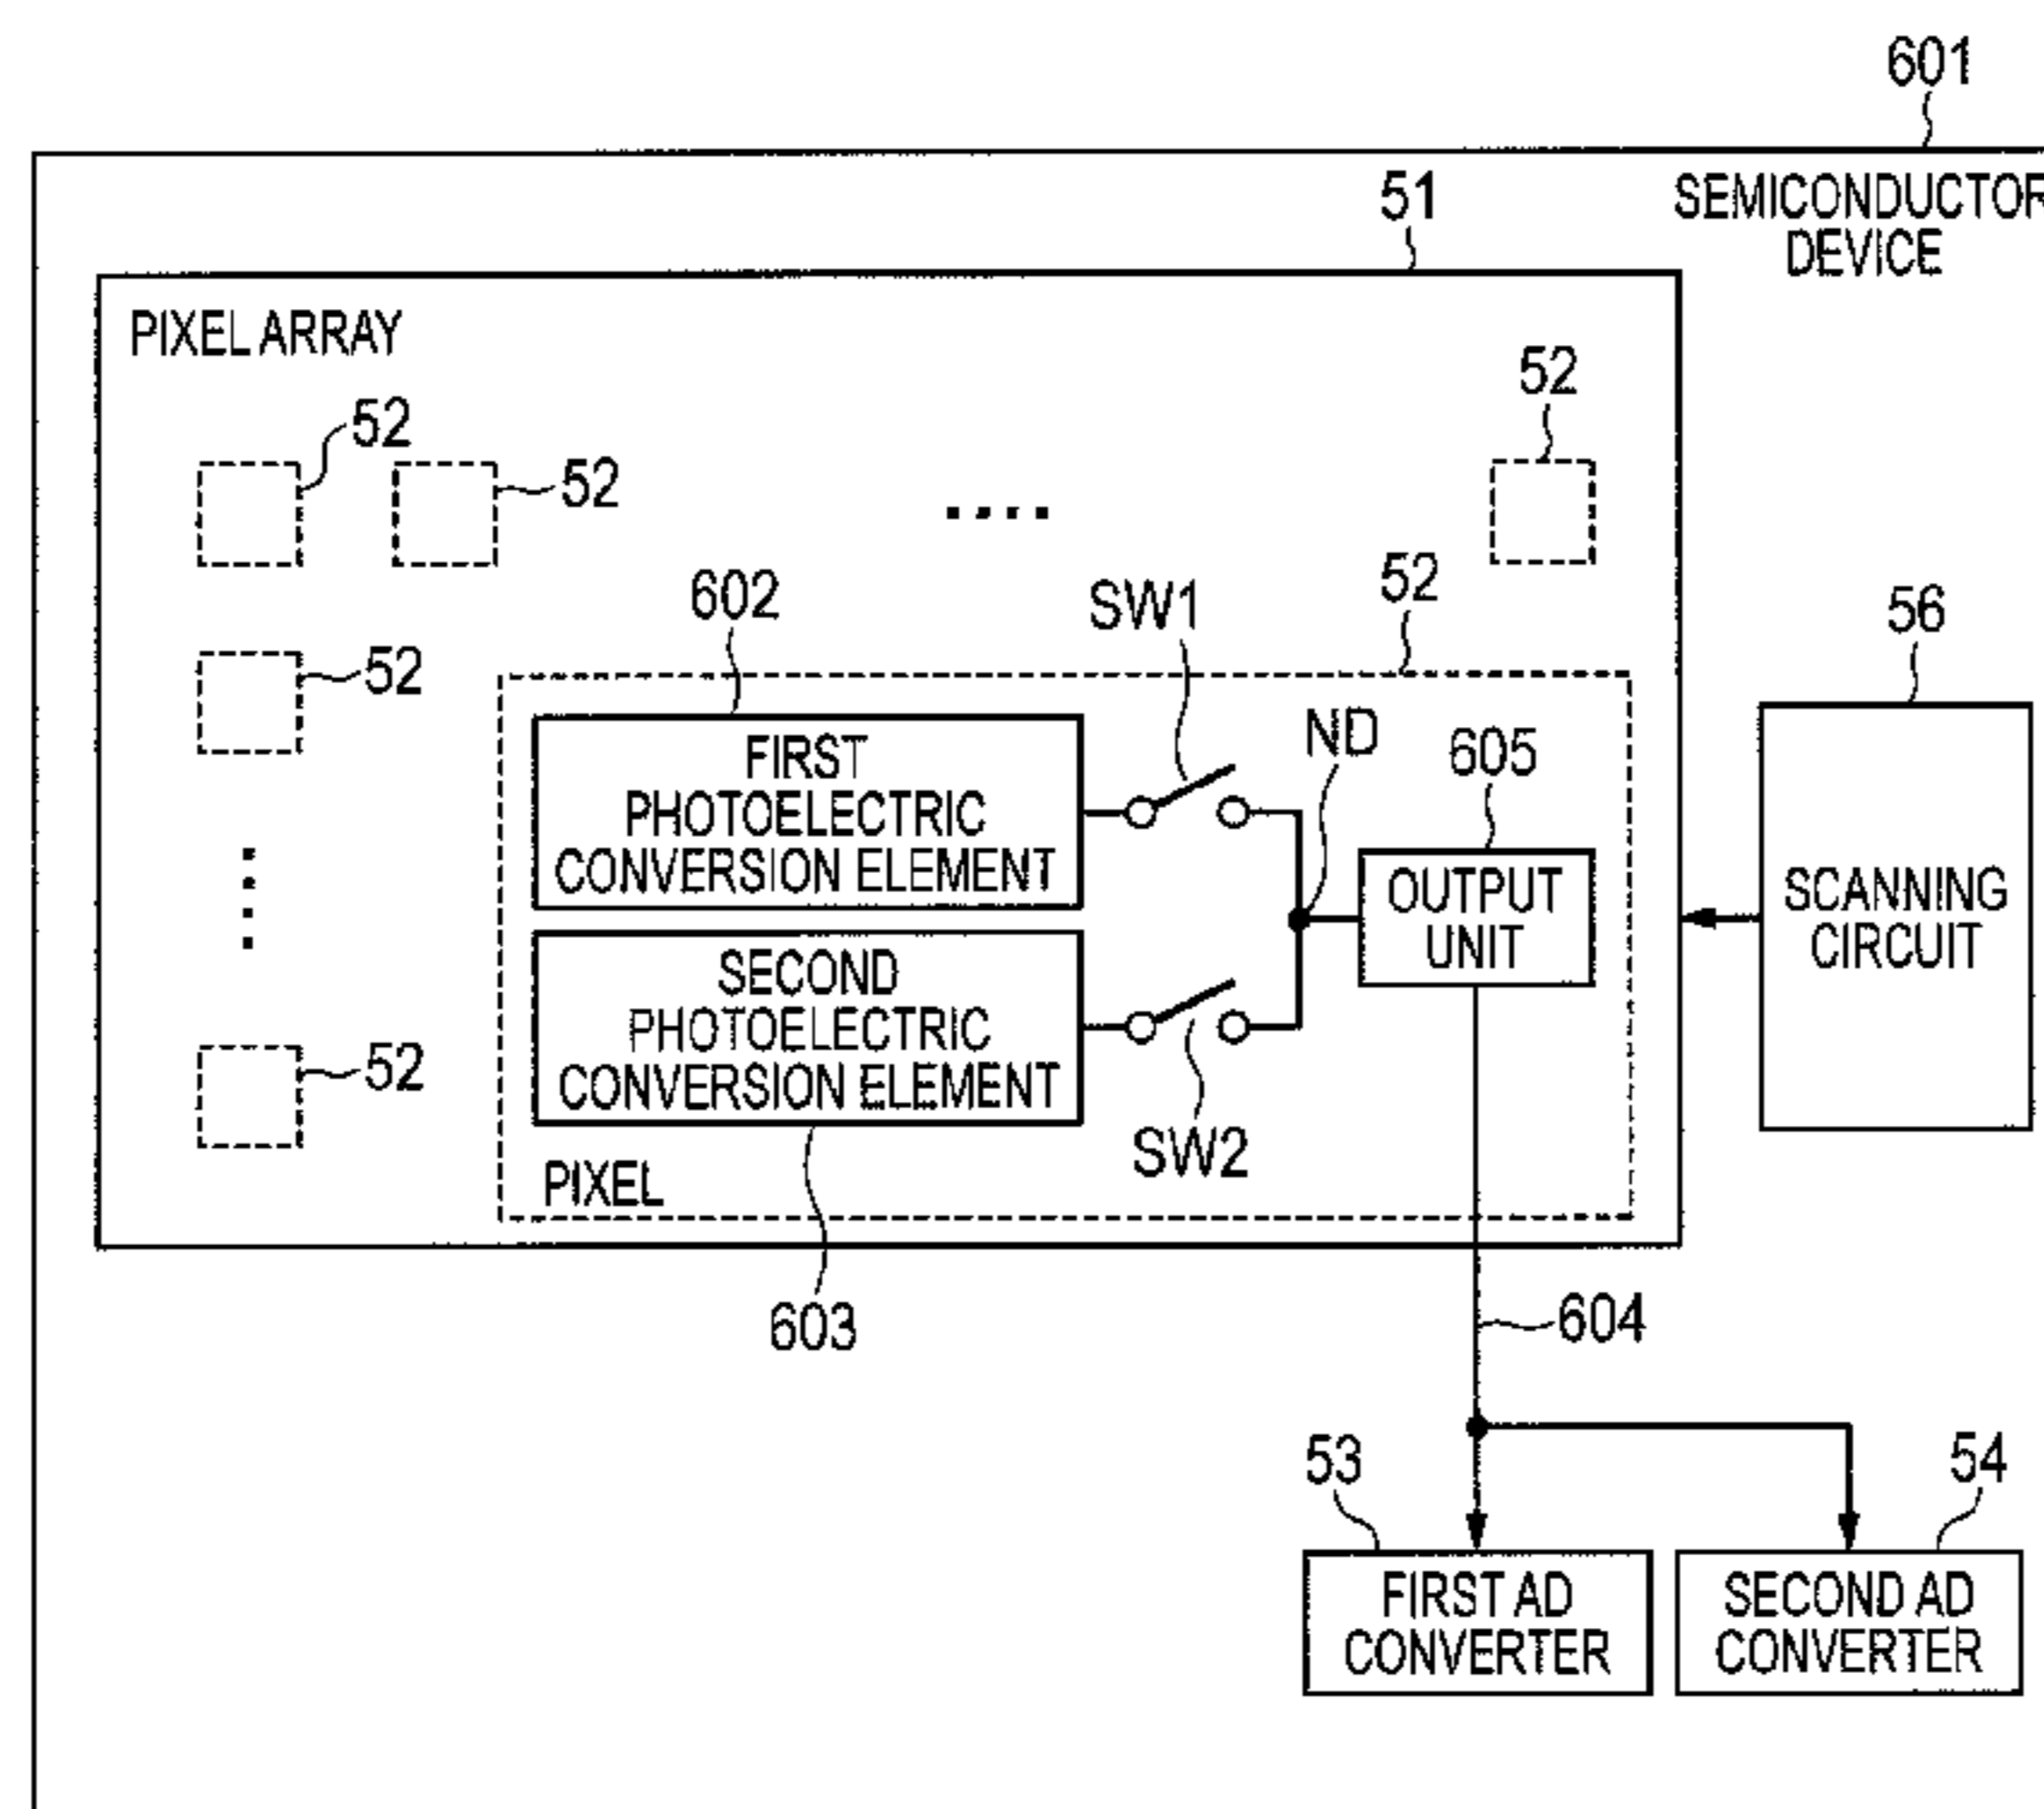 601
SEMICONDUCTOR
DEVICE
51
PIXEL ARRAY
52
52
52
52
602
SW1
52
56
52
ND
605
FIRST
PHOTOELECTRIC
CONVERSION ELEMENT
OUTPUT
UNIT
SCANNING
CIRCUIT
SECOND
PHOTOELECTRIC
CONVERSION ELEMENT
52
SW2
PIXEL
603
604
53
54
FIRST AD
CONVERTER
SECOND AD
CONVERTER